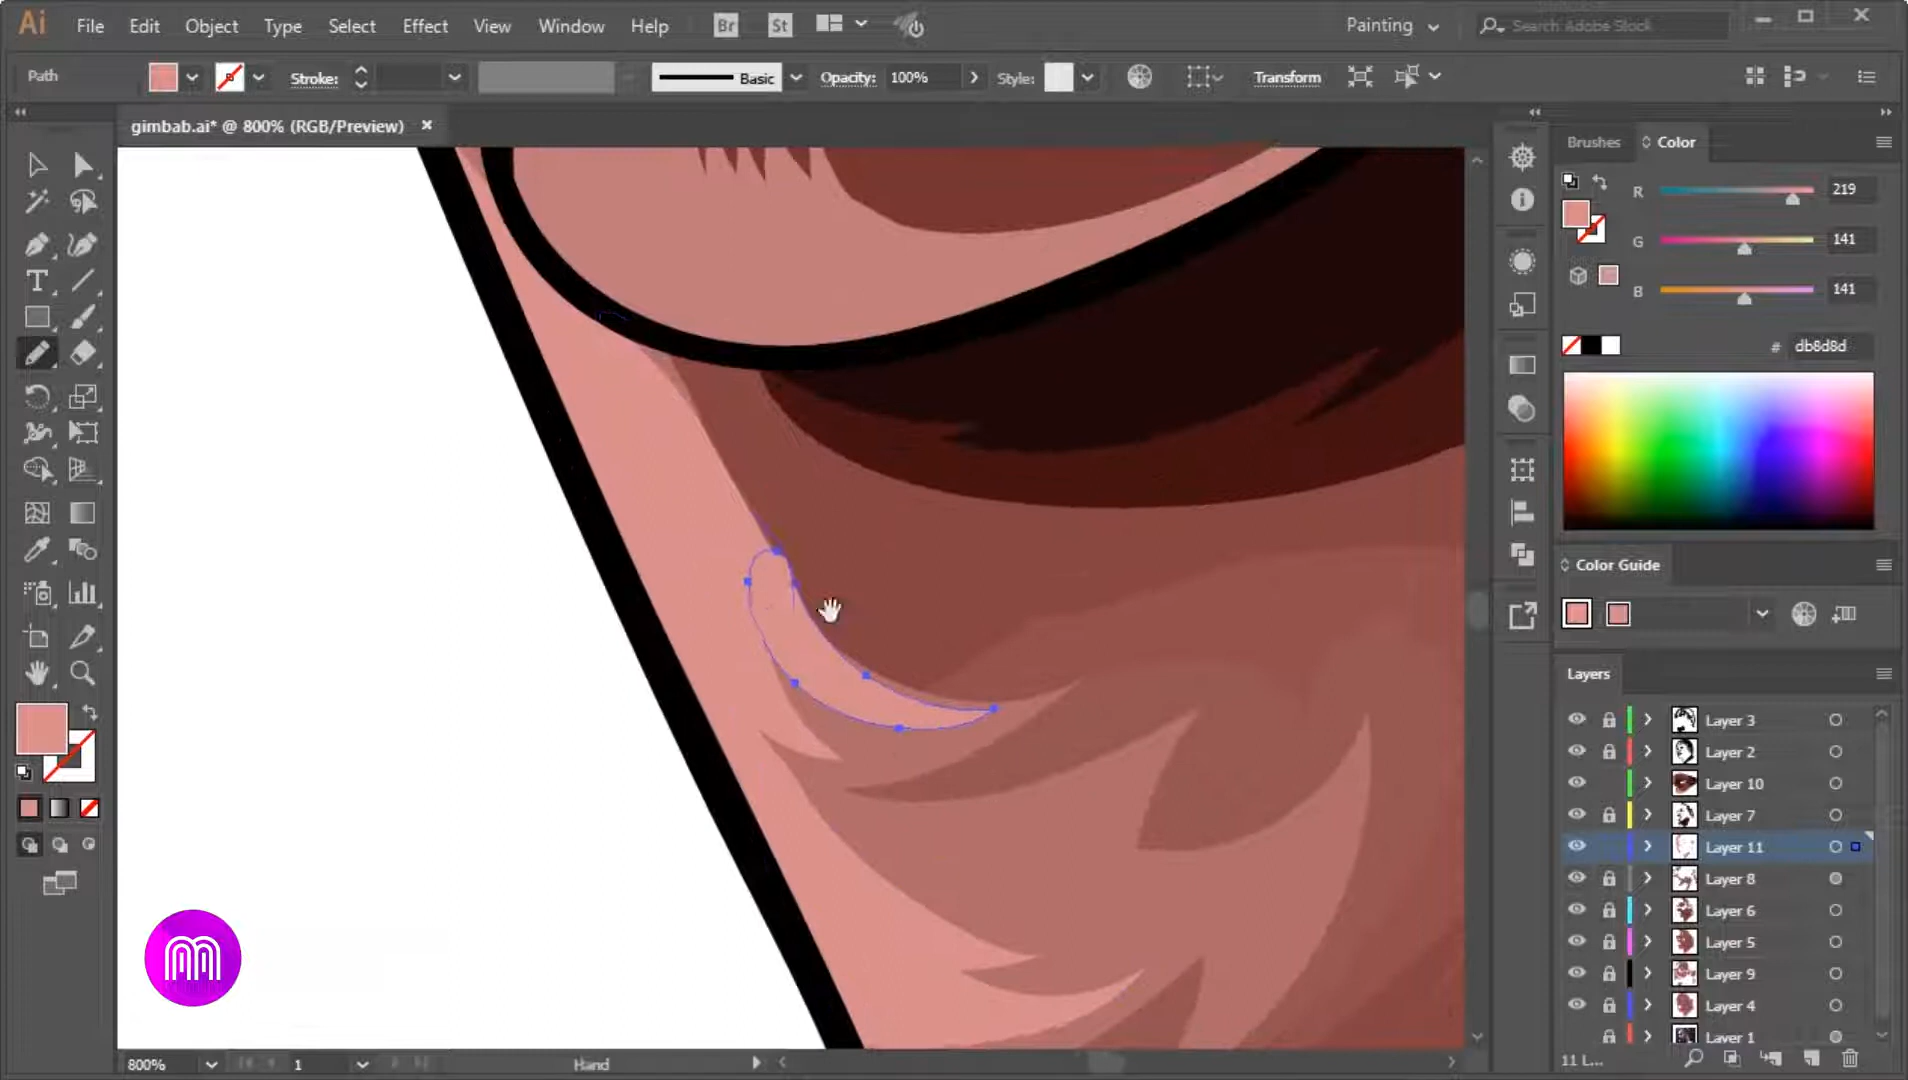 Ai File Edit Object Type Select Effect View Window Help Br St Painting Search Adobe Stock
Path Stroke: Basic Opacity: 100% Style: Transform
gimbab.ai* @ 800% (RGB/Preview)
Brushes Color
R 219
G 141
B 141
# db8d8d
Color Guide
Layers
Layer 3
Layer 2
Layer 10
Layer 7
Layer 11
Layer 8
Layer 6
Layer 5
Layer 9
Layer 4
Layer 1
800% 1 Hand
11 L...